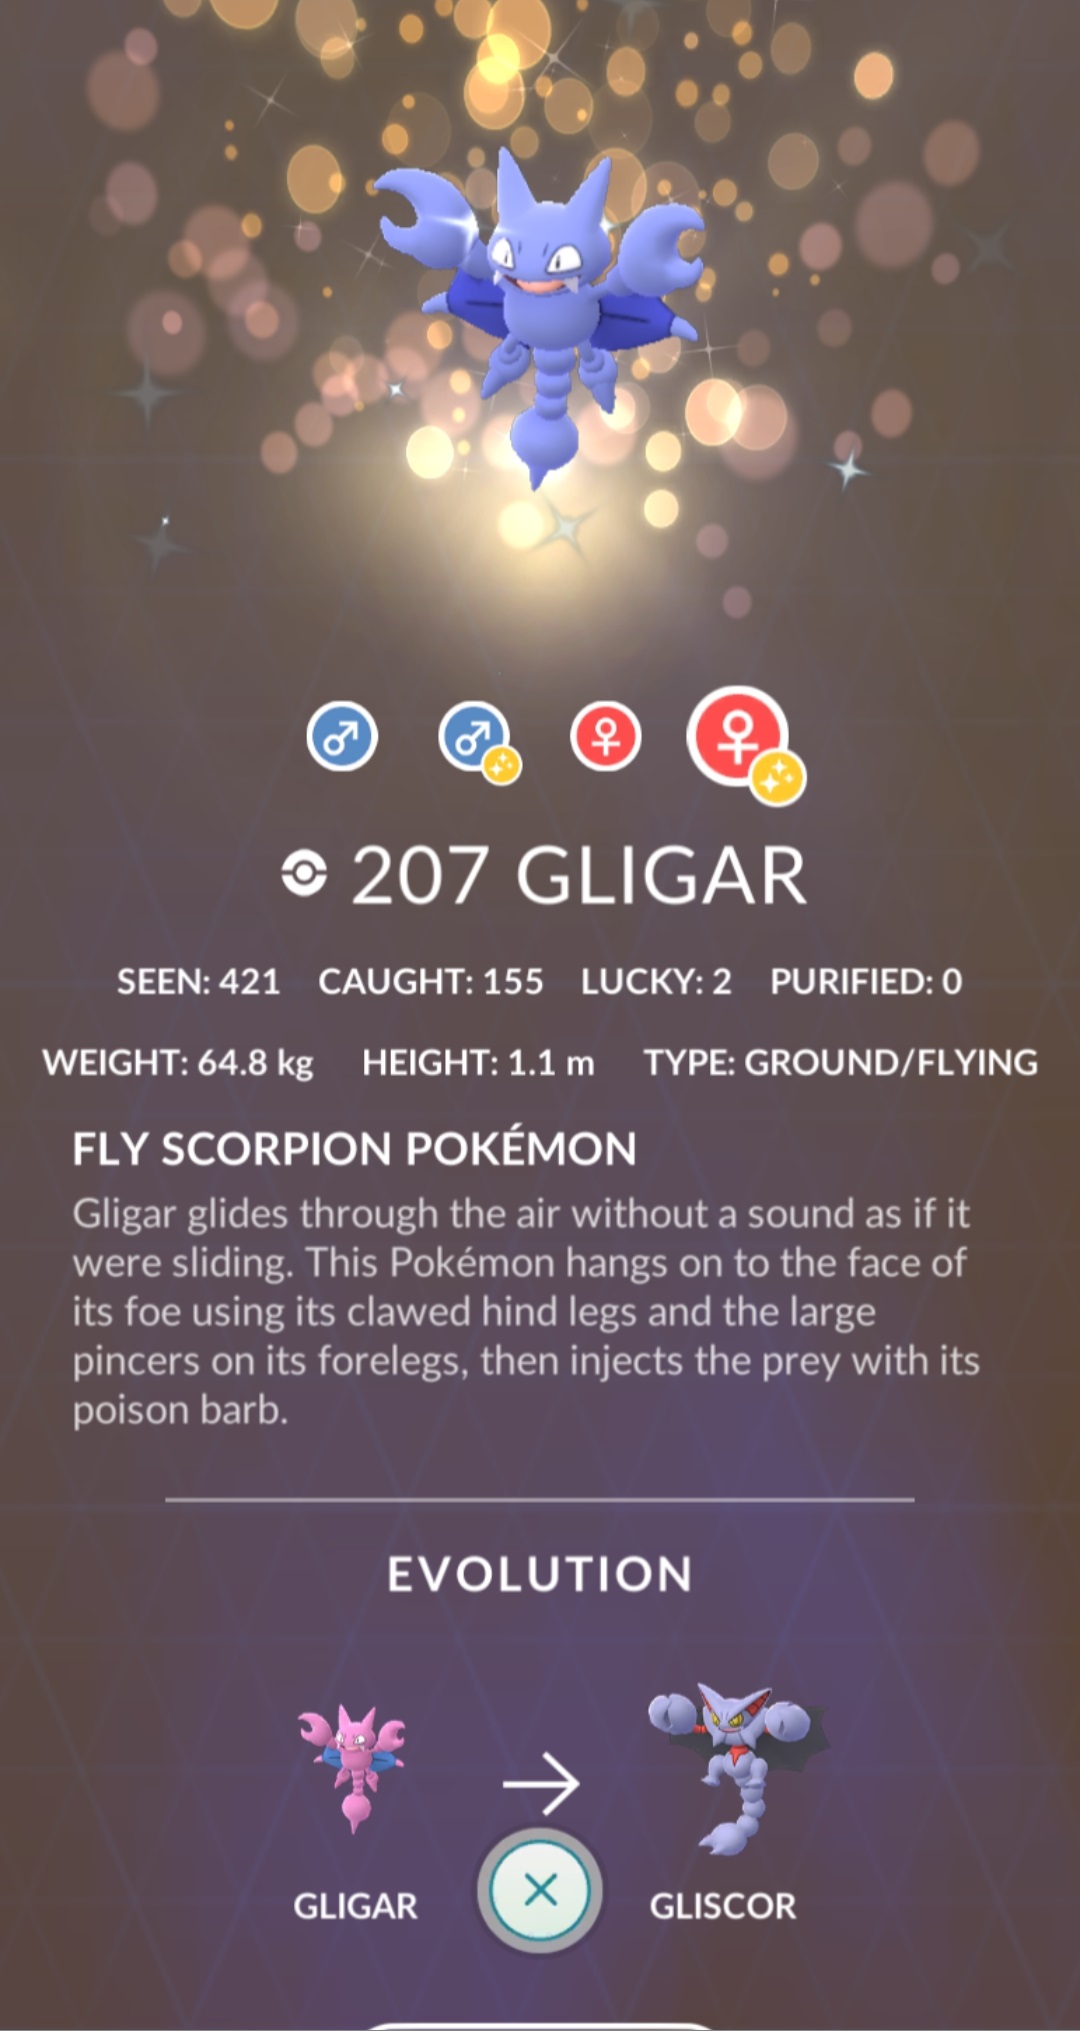 207 GLIGAR
SEEN: 421 CAUGHT: 155 LUCKY: 2 PURIFIED: 0
WEIGHT: 64.8 kg HEIGHT: 1.1 m TYPE: GROUND/FLYING
FLY SCORPION POKÉMON
Gligar glides through the air without a sound as if it
were sliding. This Pokémon hangs on to the face of
its foe using its clawed hind legs and the large
pincers on its forelegs, then injects the prey with its
poison barb.
EVOLUTION
GLIGAR GLISCOR